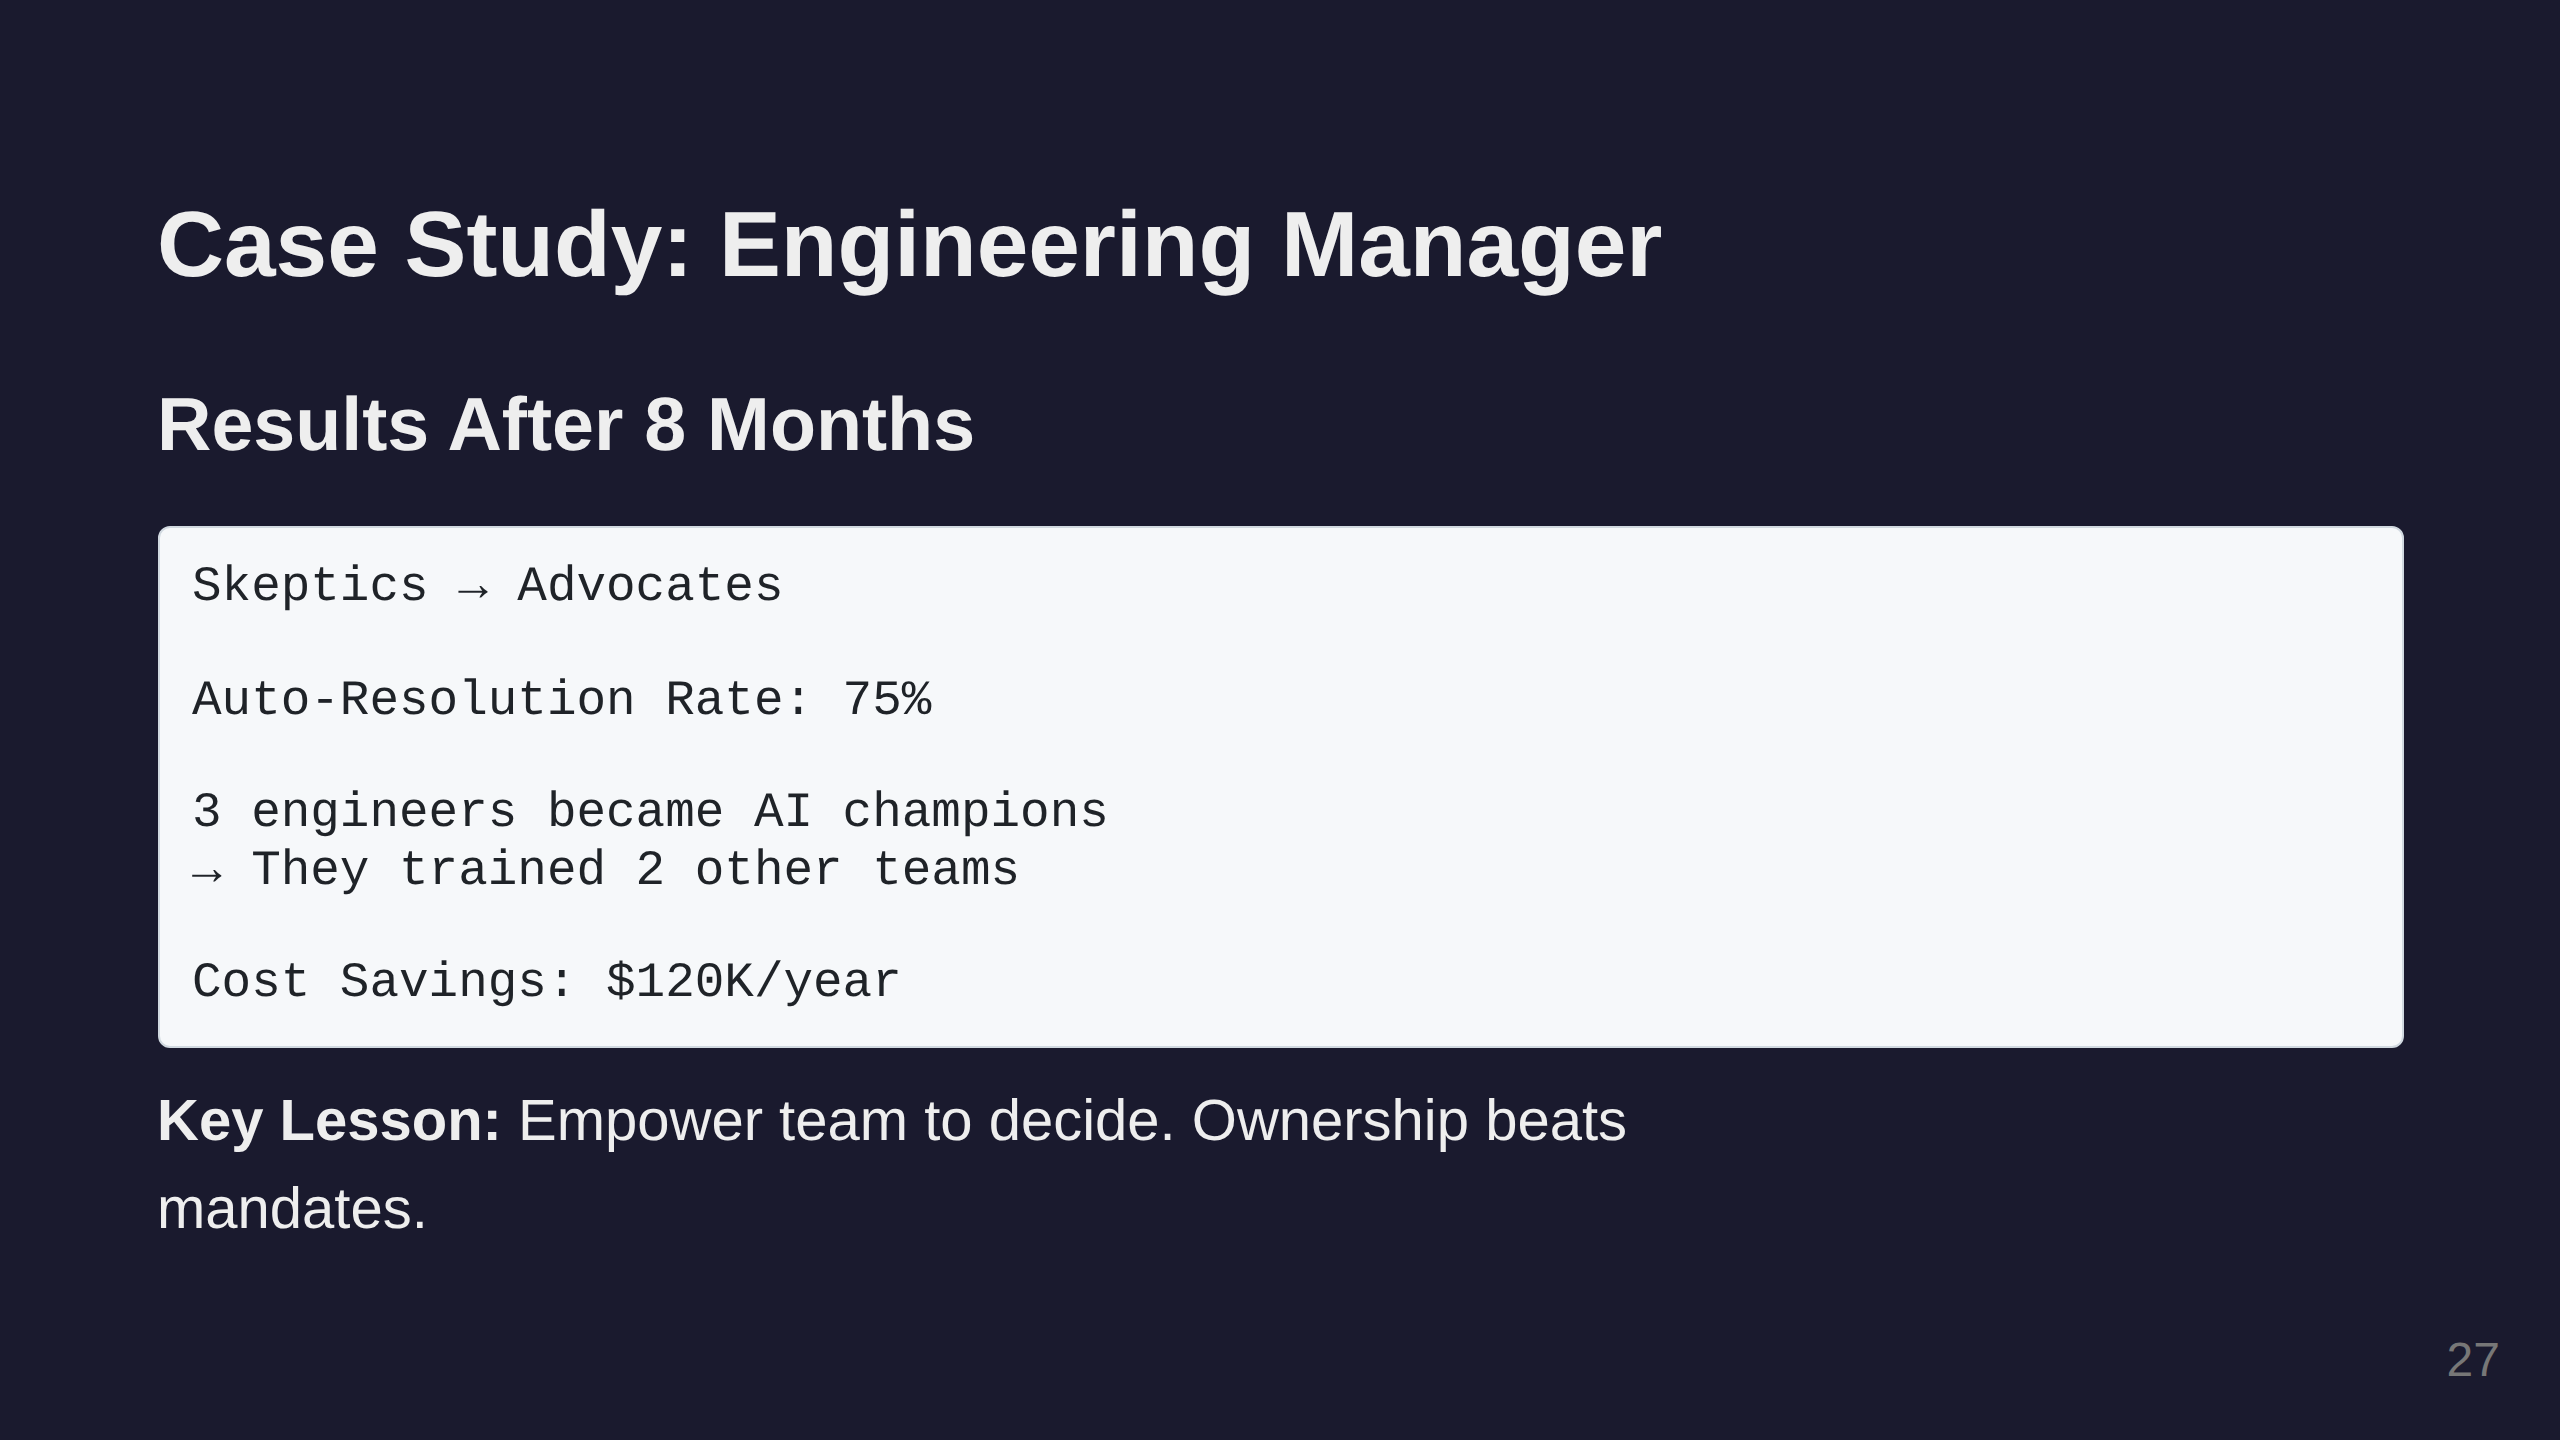 Case Study: Engineering Manager
Results After 8 Months
Skeptics → Advocates
Auto-Resolution Rate: 75%
3 engineers became AI champions
→ They trained 2 other teams
Cost Savings: $120K/year
Key Lesson: Empower team to decide. Ownership beats
mandates.
27